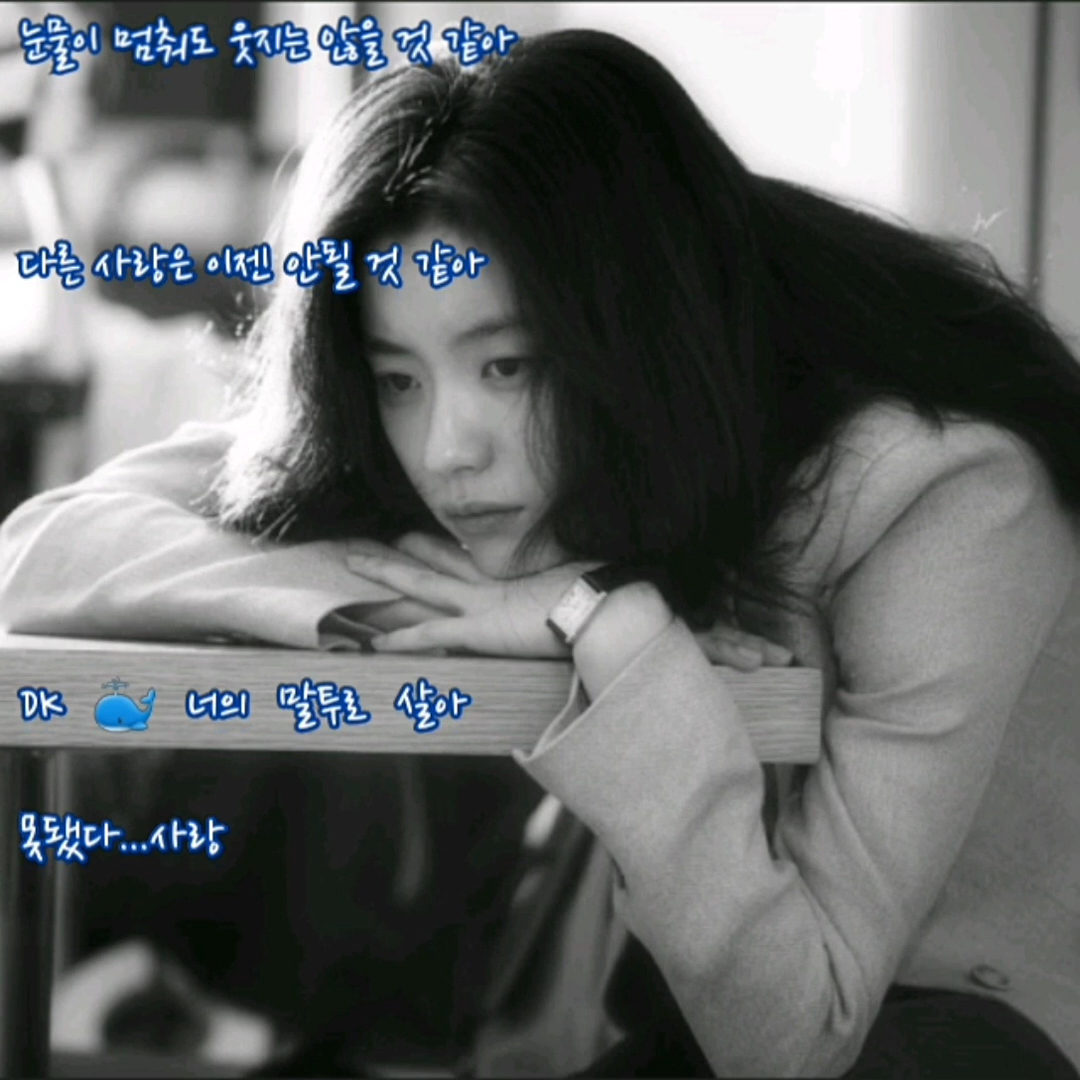 눈물이 멈춰도 웃지는 않을 것 같아
다른 사랑은 이젠 안될 것 같아
DK 🐳 너의 말투로 살아
못됐다...사랑